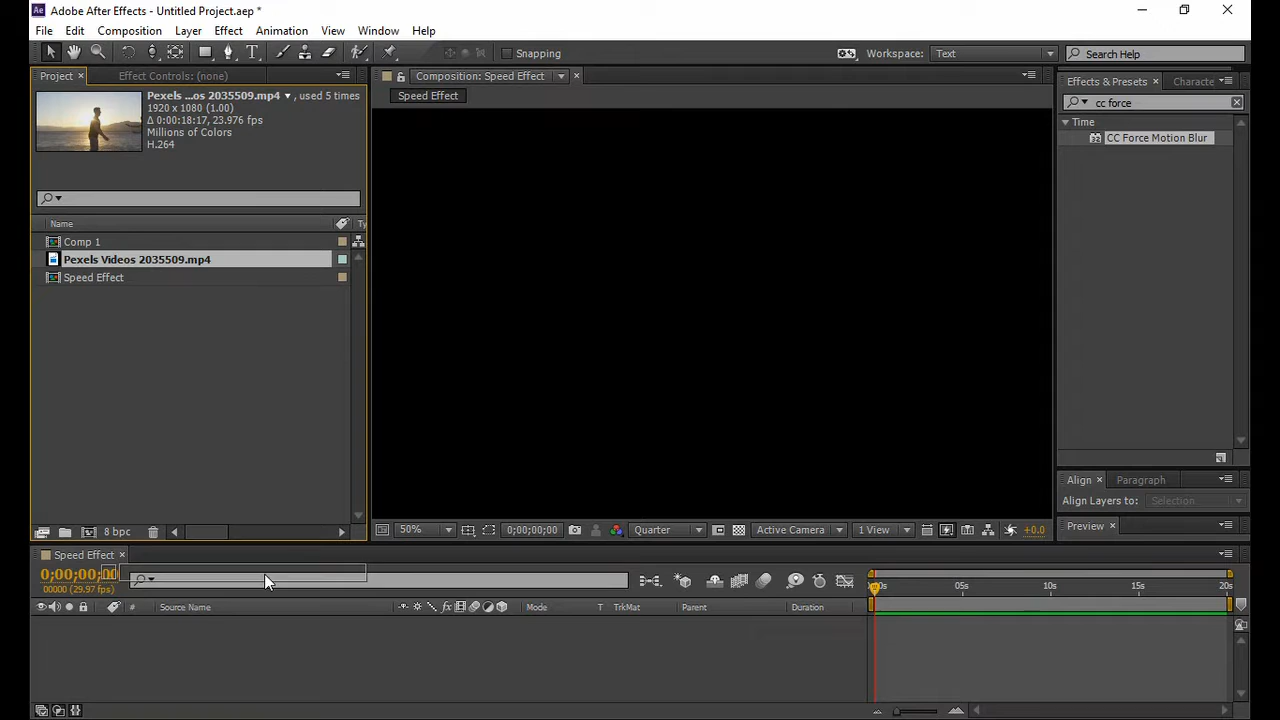 Ae Adobe After Effects - Untitled Project.aep *
File Edit Composition Layer Effect Animation View Window Help
Snapping Workspace: Text Search Help
Project × Effect Controls: (none) Composition: Speed Effect × Effects & Presets × Characte
Pexels ...os 2035509.mp4 ▼ , used 5 times
1920 x 1080 (1.00)
Δ 0:00:18:17, 23.976 fps
Millions of Colors
H.264
Speed Effect
cc force
Time
32 CC Force Motion Blur
Name Ty
Comp 1
Pexels Videos 2035509.mp4
Speed Effect
Align × Paragraph
Align Layers to: Selection
8 bpc 50% 0;00;00;00 Quarter Active Camera 1 View +0.0 Preview ×
Speed Effect ×
0;00;00;00
00000 (29.97 fps)
05s 10s 15s 20s
# Source Name fx Mode T TrkMat Parent Duration